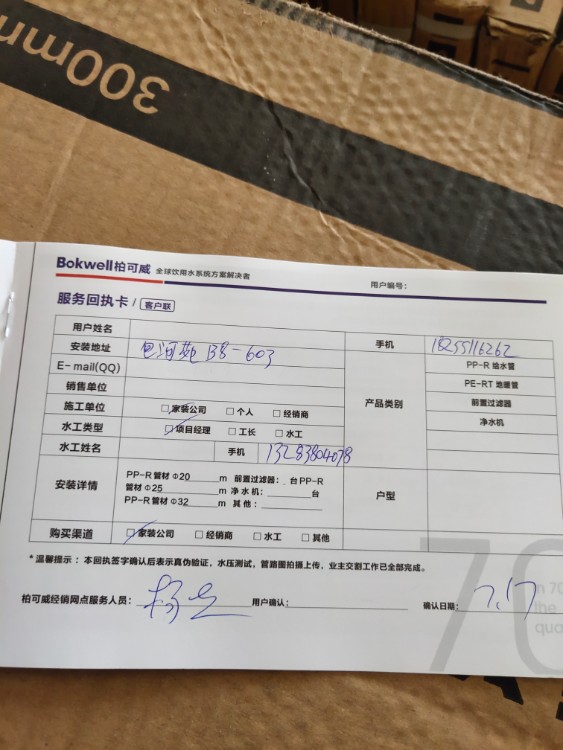 300mm
Bokwell柏可威 全球饮用水系统方案解决者
用户编号：
服务回执卡 / 客户联
用户姓名
安装地址 包河苑 B8-603 手机 18255116262
E-mail(QQ)
销售单位
施工单位 □家装公司 □个人 □经销商
水工类型 □项目经理 □工长 □水工
水工姓名 手机 13283804078
产品类别
PP-R 给水管
PE-RT 地暖管
前置过滤器
净水机
安装详情
PP-R管材 Φ20 m 前置过滤器： 台PP-R
管材 Φ25 m 净水机： 台
PP-R管材 Φ32 m 其他：
户型
购买渠道 □家装公司 □经销商 □水工 □其他
*温馨提示：本回执签字确认后表示真伪验证，水压测试，管路图拍摄上传，业主交割工作已全部完成。
柏可威经销网点服务人员： 用户确认： 确认日期： 7.17
70
in 70
the
qua